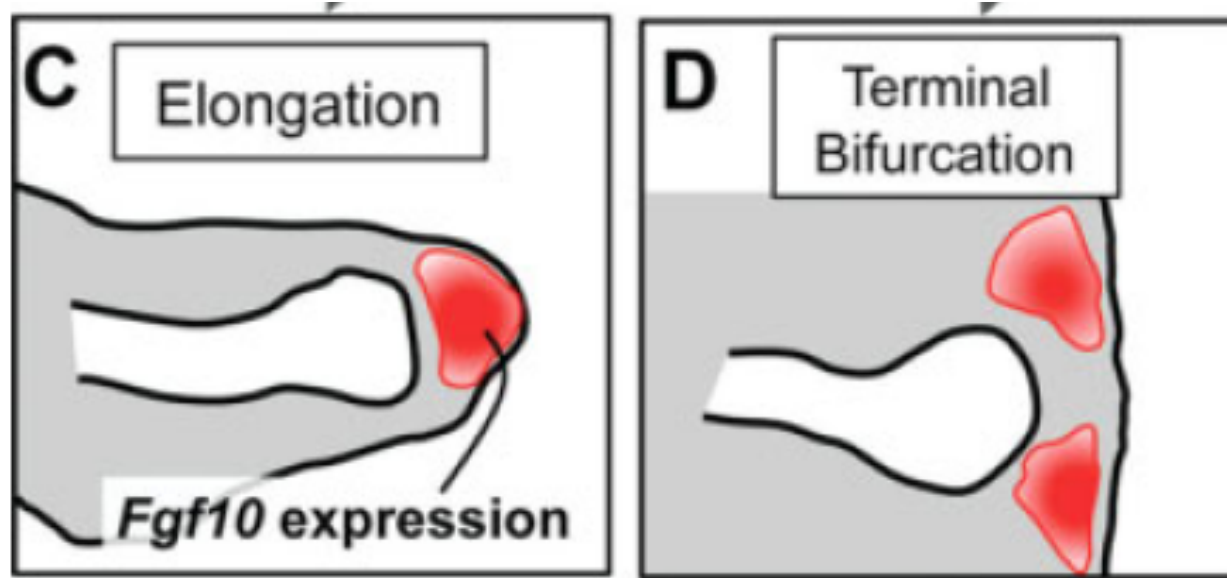 C
Elongation
Fgf10 expression
D
Terminal
Bifurcation